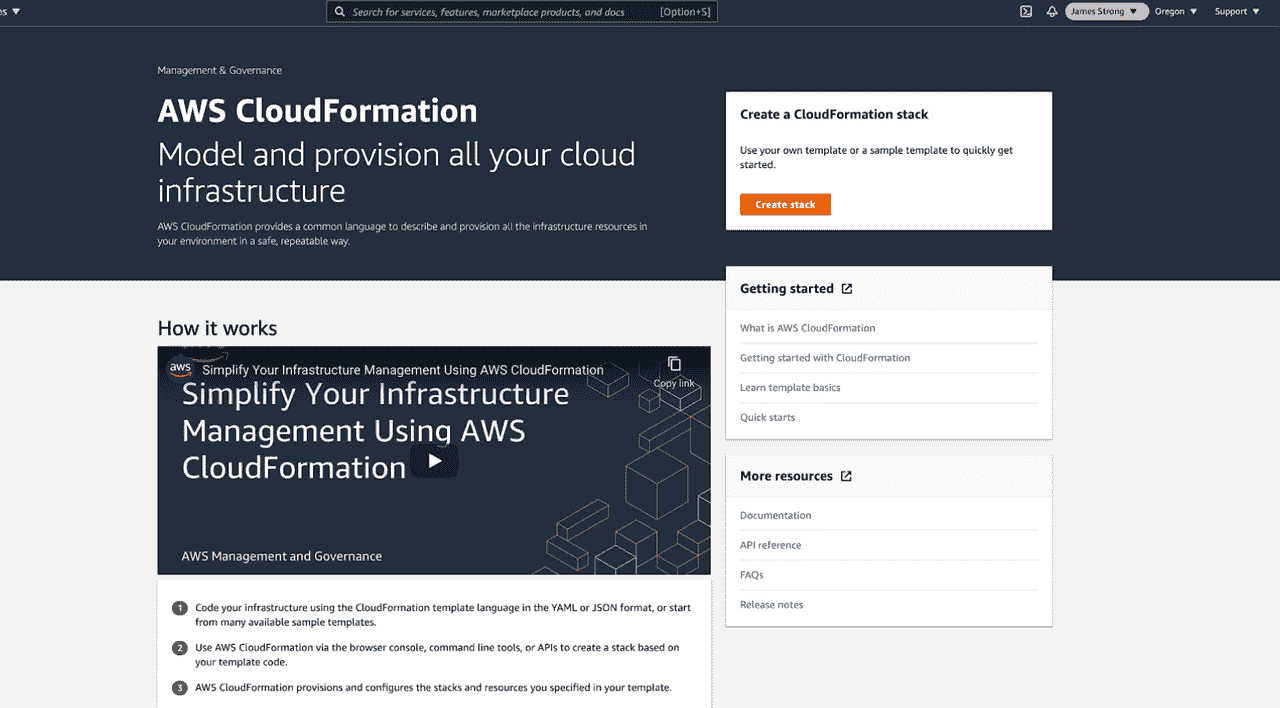 es ▼
Search for services, features, marketplace products, and docs [Option+S]
James Strong ▼
Oregon ▼
Support ▼
Management & Governance
AWS CloudFormation
Model and provision all your cloud
infrastructure
AWS CloudFormation provides a common language to describe and provision all the infrastructure resources in
your environment in a safe, repeatable way.
Create a CloudFormation stack
Use your own template or a sample template to quickly get
started.
Create stack
Getting started
What is AWS CloudFormation
Getting started with CloudFormation
Learn template basics
Quick starts
More resources
Documentation
API reference
FAQs
Release notes
How it works
aws
Simplify Your Infrastructure Management Using AWS CloudFormation
Copy link
Simplify Your Infrastructure
Management Using AWS
CloudFormation
AWS Management and Governance
1 Code your infrastructure using the CloudFormation template language in the YAML or JSON format, or start
from many available sample templates.
2 Use AWS CloudFormation via the browser console, command line tools, or APIs to create a stack based on
your template code.
3 AWS CloudFormation provisions and configures the stacks and resources you specified in your template.